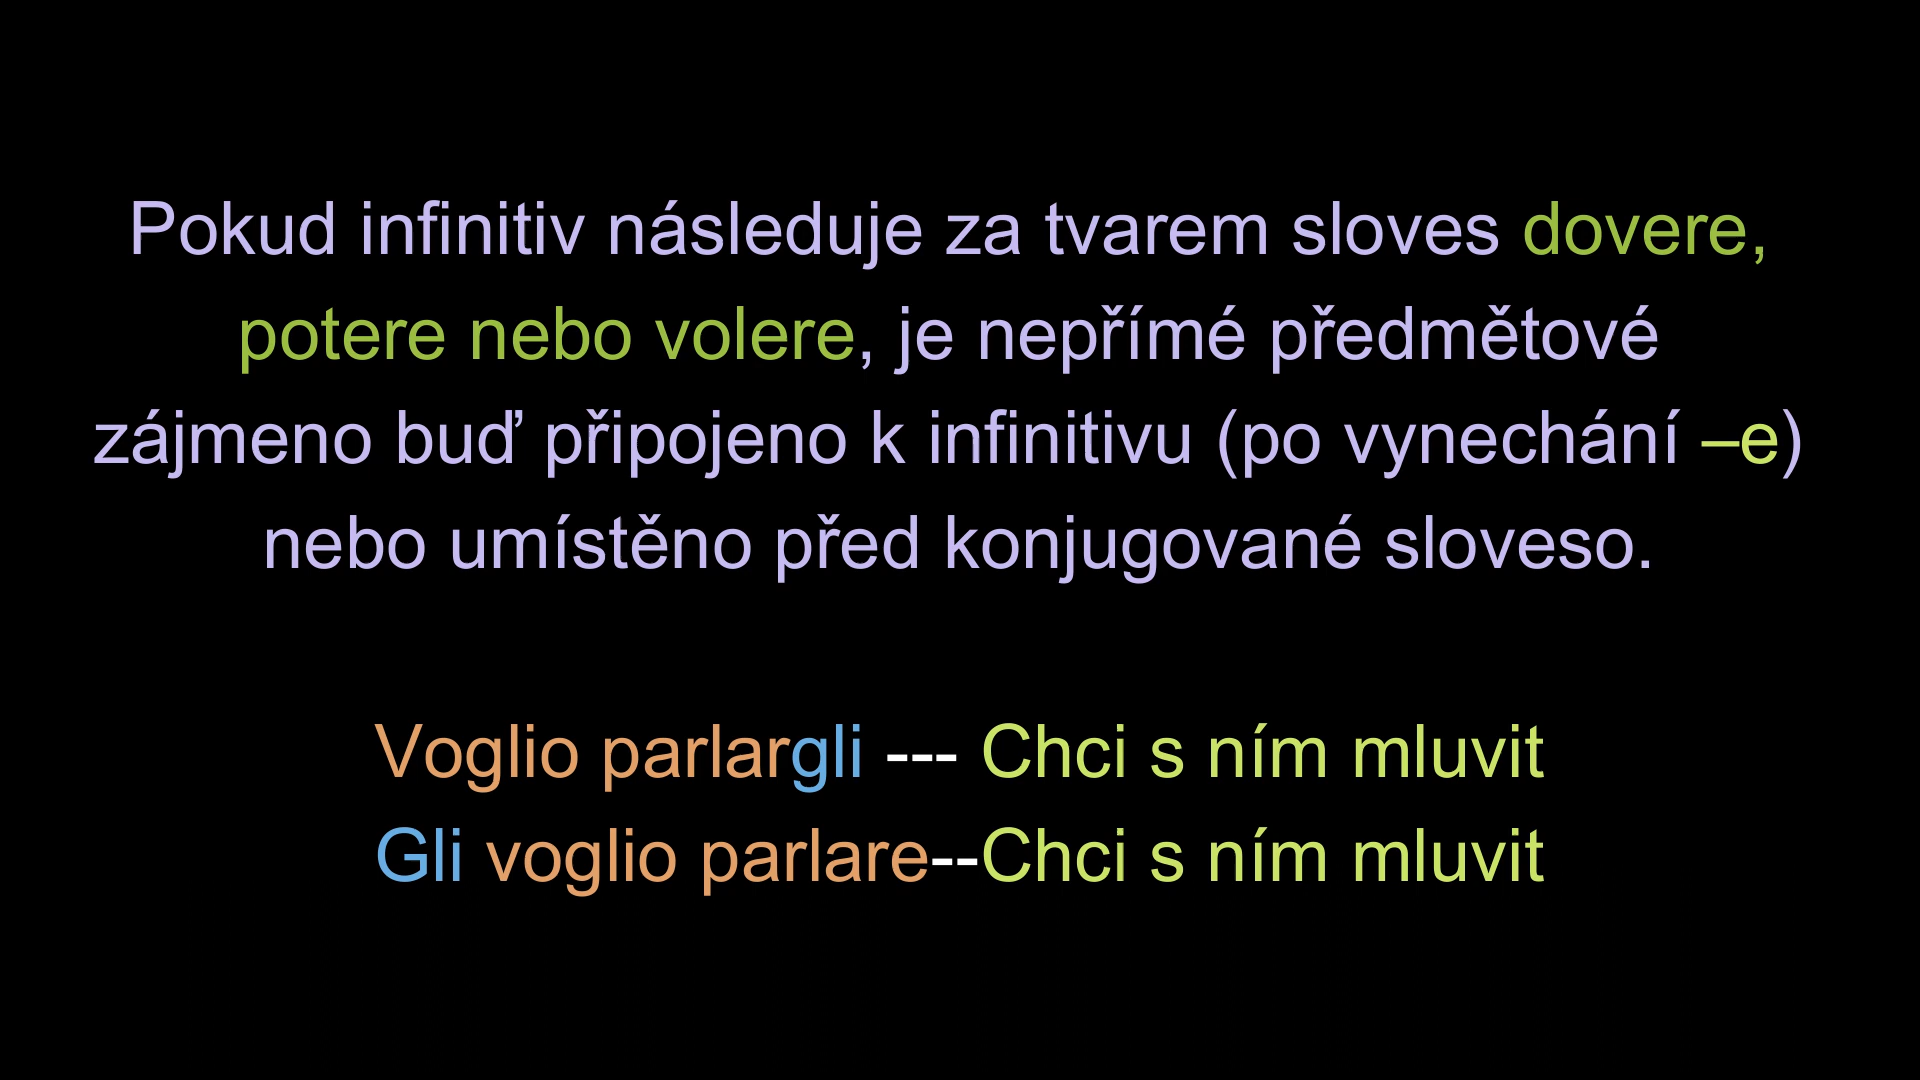 Pokud infinitiv následuje za tvarem sloves dovere,
potere nebo volere, je nepřímé předmětové
zájmeno buď připojeno k infinitivu (po vynechání –e)
nebo umístěno před konjugované sloveso.
Voglio parlargli --- Chci s ním mluvit
Gli voglio parlare--Chci s ním mluvit